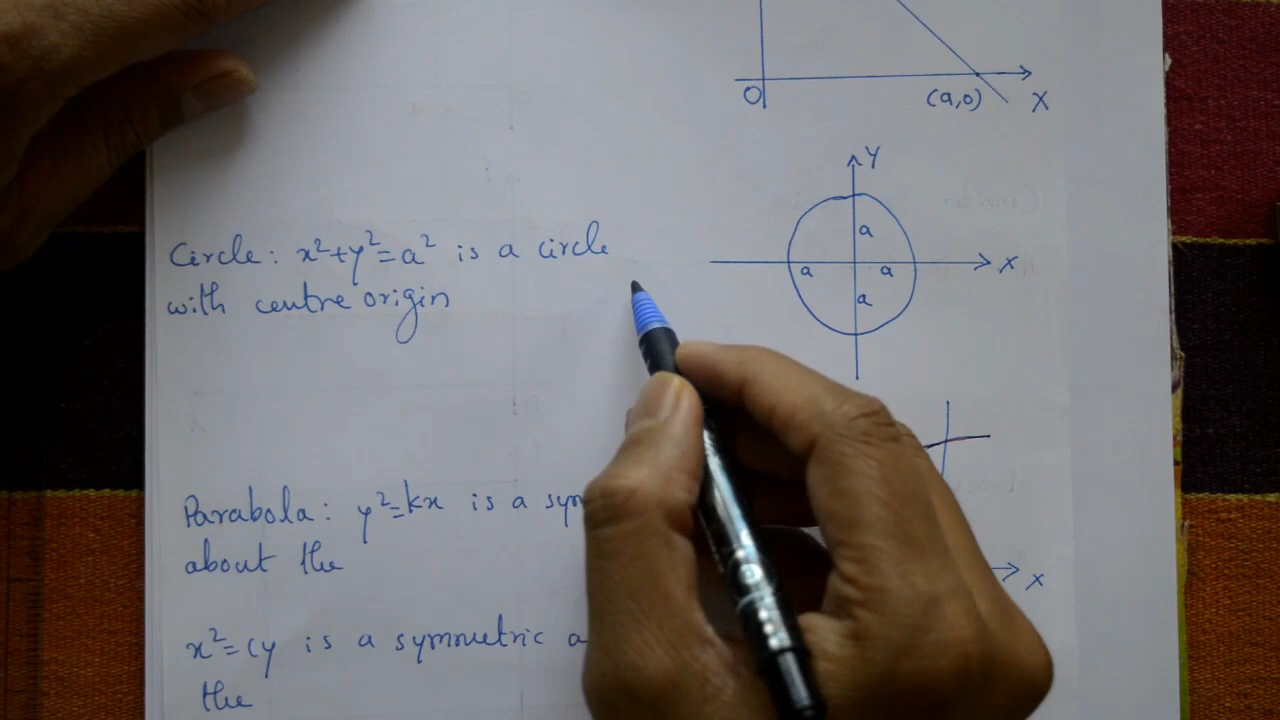 O
(a,0)
X
Y
Circle: x²+y²=a² is a circle
with centre origin
a
a
a
a
X
Parabola: y²=kx is a
about the
X
x²=cy is a symmetric
the